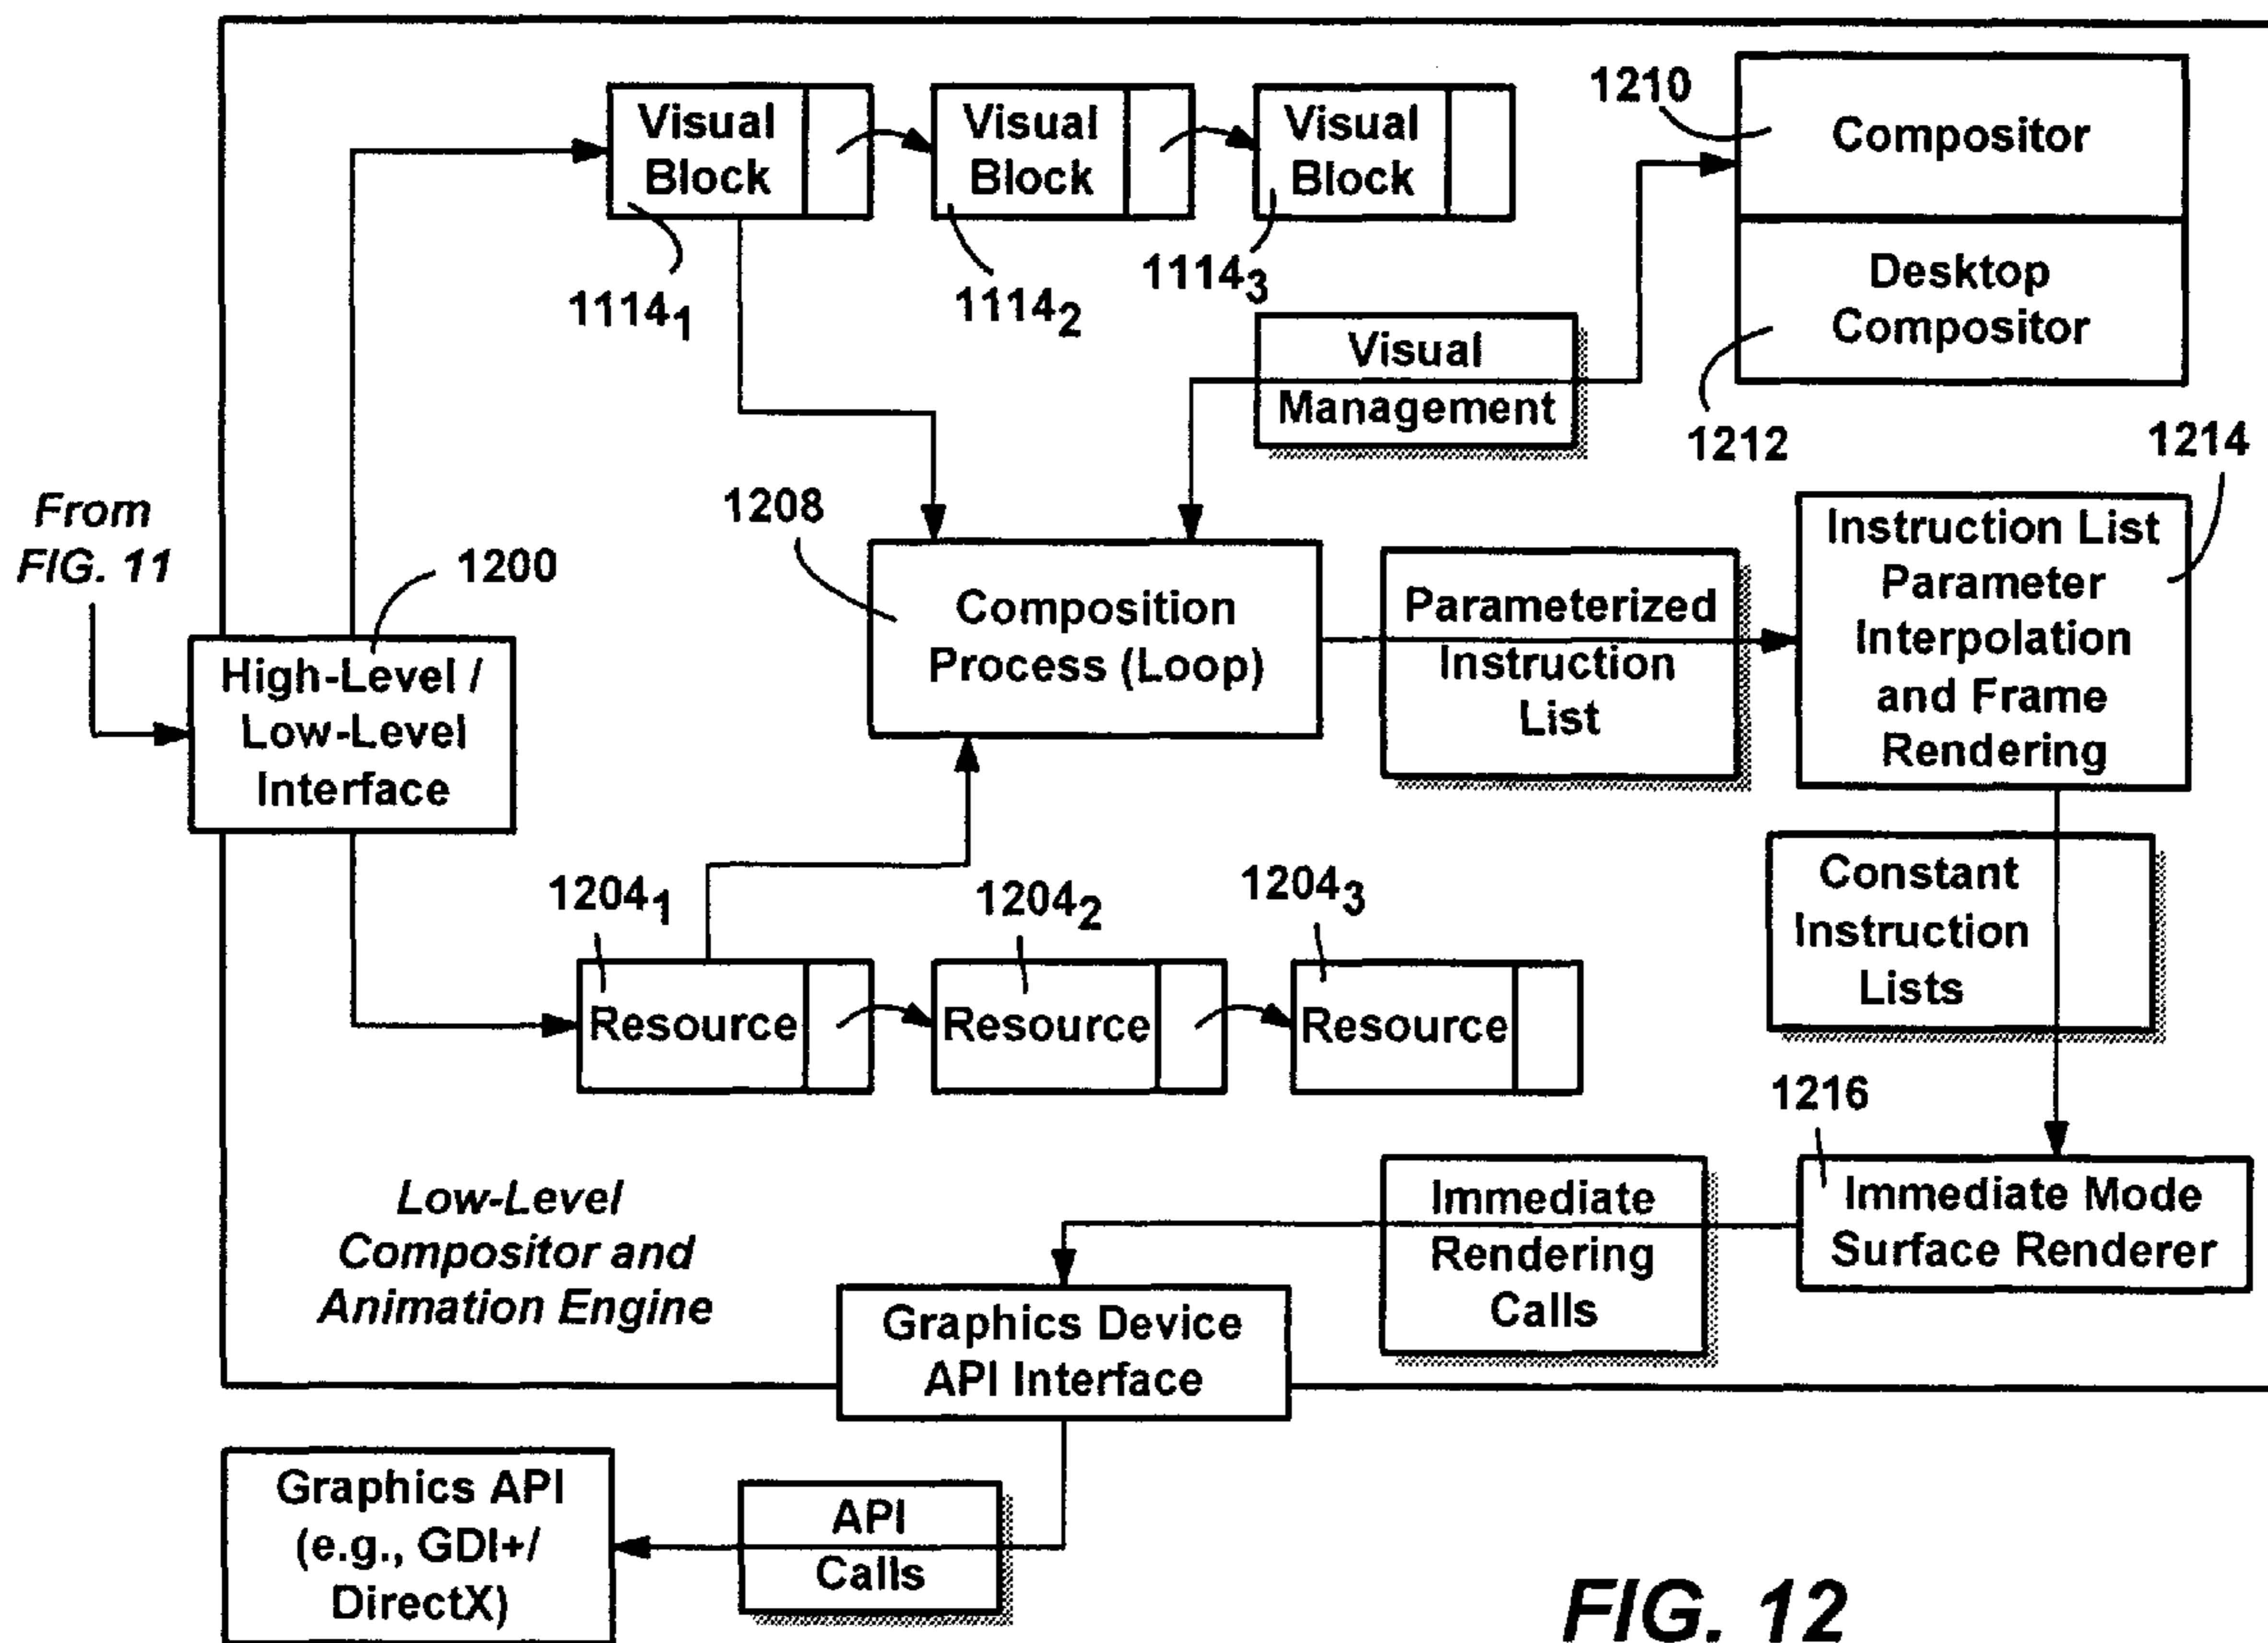 1210
Visual
Block
Visual
Block
Visual
Block
Compositor
Desktop
Compositor
1114₁
1114₂
1114₃
Visual
Management
1212
1214
From
FIG. 11
1200
1208
High-Level /
Low-Level
Interface
Composition
Process (Loop)
Parameterized
Instruction
List
Instruction List
Parameter
Interpolation
and Frame
Rendering
1204₁
1204₂
1204₃
Resource
Resource
Resource
Constant
Instruction
Lists
1216
Low-Level
Compositor and
Animation Engine
Immediate
Rendering
Calls
Immediate Mode
Surface Renderer
Graphics Device
API Interface
Graphics API
(e.g., GDI+/
DirectX)
API
Calls
FIG. 12